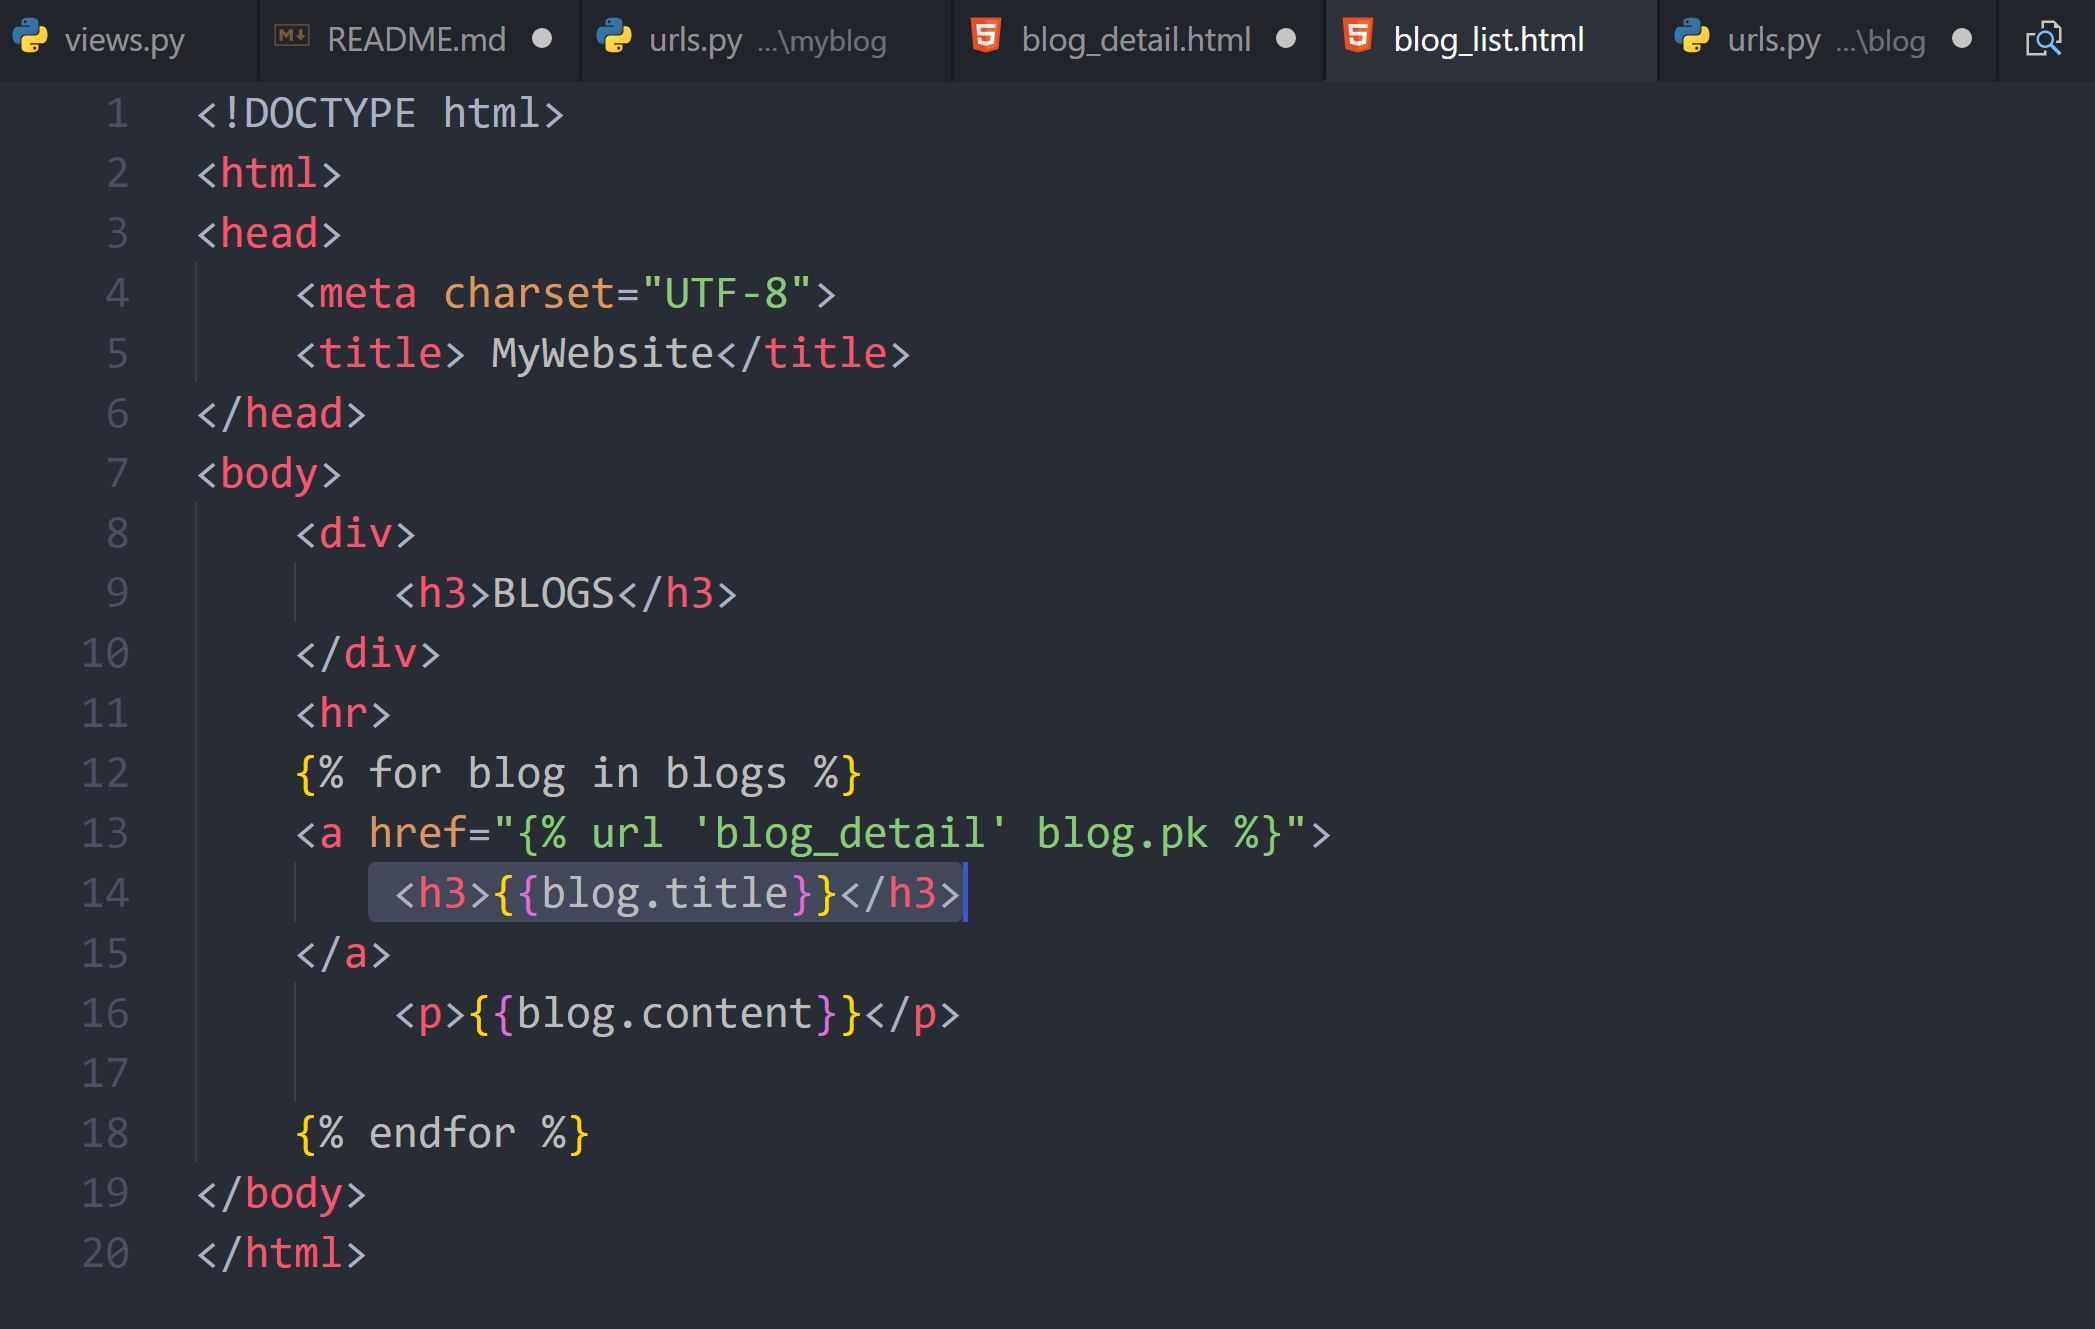 views.py README.md urls.py ...\myblog blog_detail.html blog_list.html urls.py ...\blog
1 <!DOCTYPE html>
2 <html>
3 <head>
4     <meta charset="UTF-8">
5     <title> MyWebsite</title>
6 </head>
7 <body>
8     <div>
9         <h3>BLOGS</h3>
10     </div>
11     <hr>
12     {% for blog in blogs %}
13     <a href="{% url 'blog_detail' blog.pk %}">
14         <h3>{{blog.title}}</h3>
15     </a>
16         <p>{{blog.content}}</p>
17
18     {% endfor %}
19 </body>
20 </html>